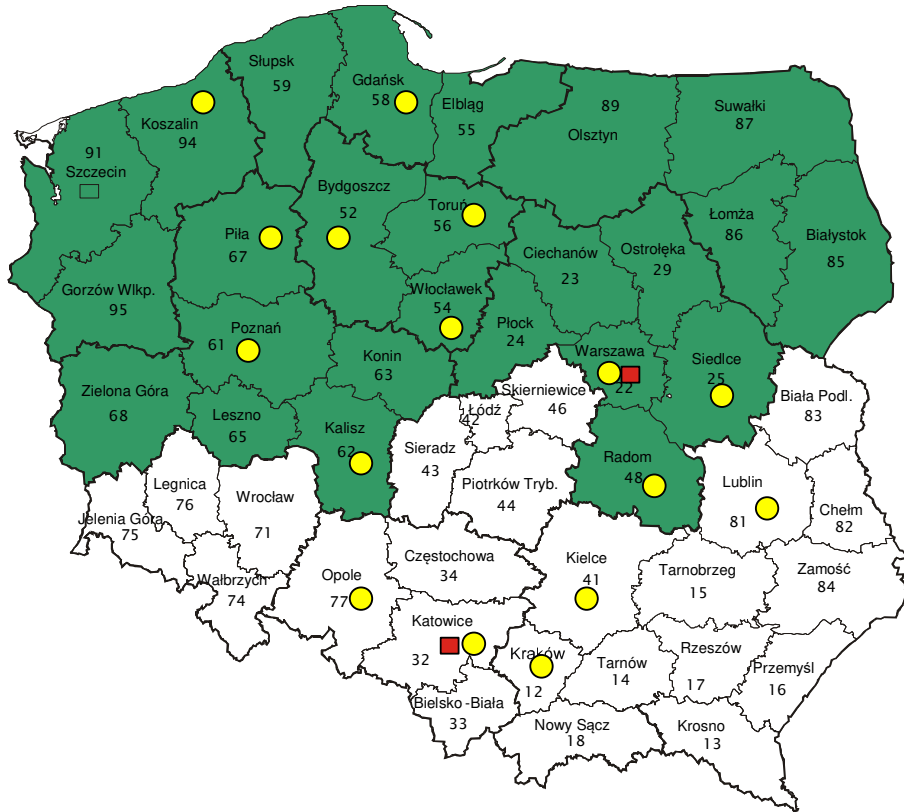 Słupsk
59
Gdańsk
58
Elbląg
55
89
Olsztyn
Suwałki
87
Koszalin
94
91
Szczecin
Bydgoszcz
52
Toruń
56
Łomża
86
Białystok
85
Piła
67
Ciechanów
23
Ostrołęka
29
Gorzów Wlkp.
95
Włocławek
54
Płock
24
Poznań
61
Konin
63
Warszawa
22
Siedlce
25
Zielona Góra
68
Leszno
65
Kalisz
62
Skierniewice
46
Łódź
42
Biała Podl.
83
Sieradz
43
Radom
48
Legnica
76
Wrocław
71
Piotrków Tryb.
44
Lublin
81
Chełm
82
Jelenia Góra
75
Wałbrzych
74
Opole
77
Częstochowa
34
Kielce
41
Tarnobrzeg
15
Zamość
84
Katowice
32
Kraków
12
Tarnów
14
Rzeszów
17
Przemyśl
16
Bielsko-Biała
33
Nowy Sącz
18
Krosno
13